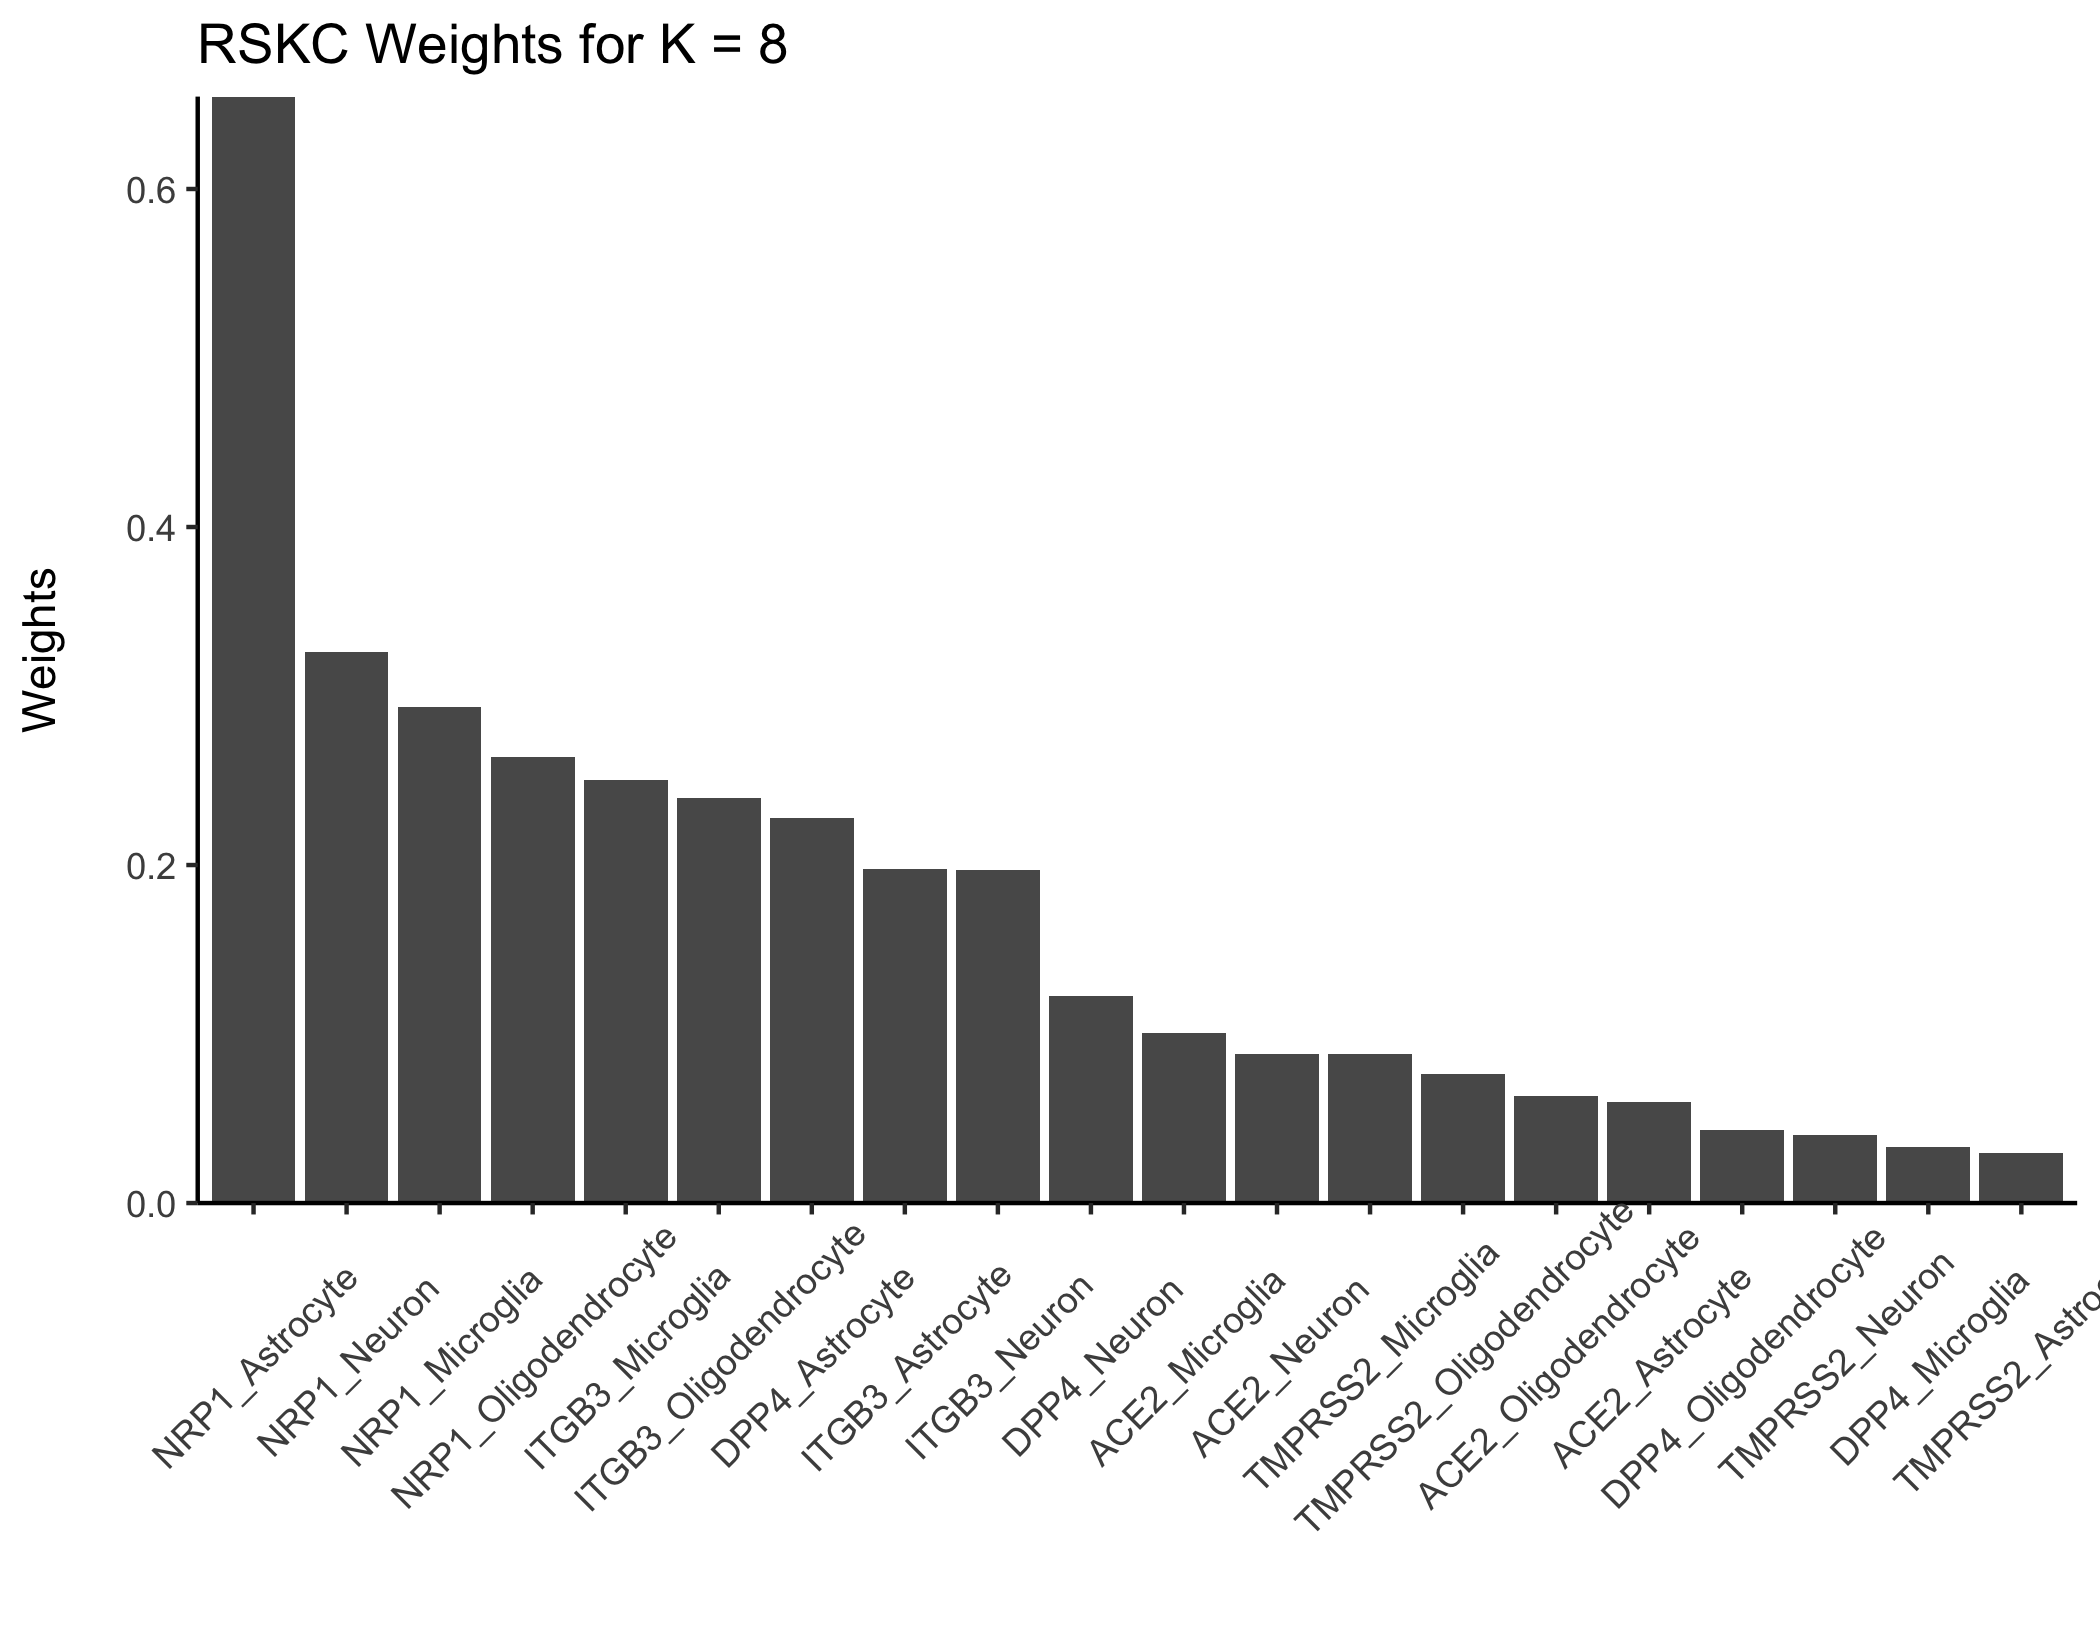 RSKC Weights for K = 8
Weights
0.6
0.4
0.2
0.0
NRP1_Astrocyte
NRP1_Neuron
NRP1_Microglia
NRP1_Oligodendrocyte
ITGB3_Microglia
ITGB3_Oligodendrocyte
DPP4_Astrocyte
ITGB3_Astrocyte
ITGB3_Neuron
DPP4_Neuron
ACE2_Microglia
ACE2_Neuron
TMPRSS2_Microglia
TMPRSS2_Oligodendrocyte
ACE2_Oligodendrocyte
ACE2_Astrocyte
DPP4_Oligodendrocyte
TMPRSS2_Neuron
DPP4_Microglia
TMPRSS2_Astro